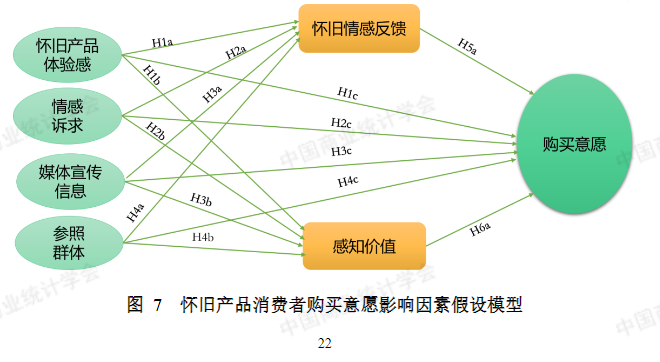 怀旧产品
体验感
情感
诉求
媒体宣传
信息
参照
群体
怀旧情感反馈
感知价值
购买意愿
H1a
H2a
H3a
H4a
H1b
H2b
H3b
H4b
H1c
H2c
H3c
H4c
H5a
H6a
中国商业统计学会
图 7 怀旧产品消费者购买意愿影响因素假设模型
22